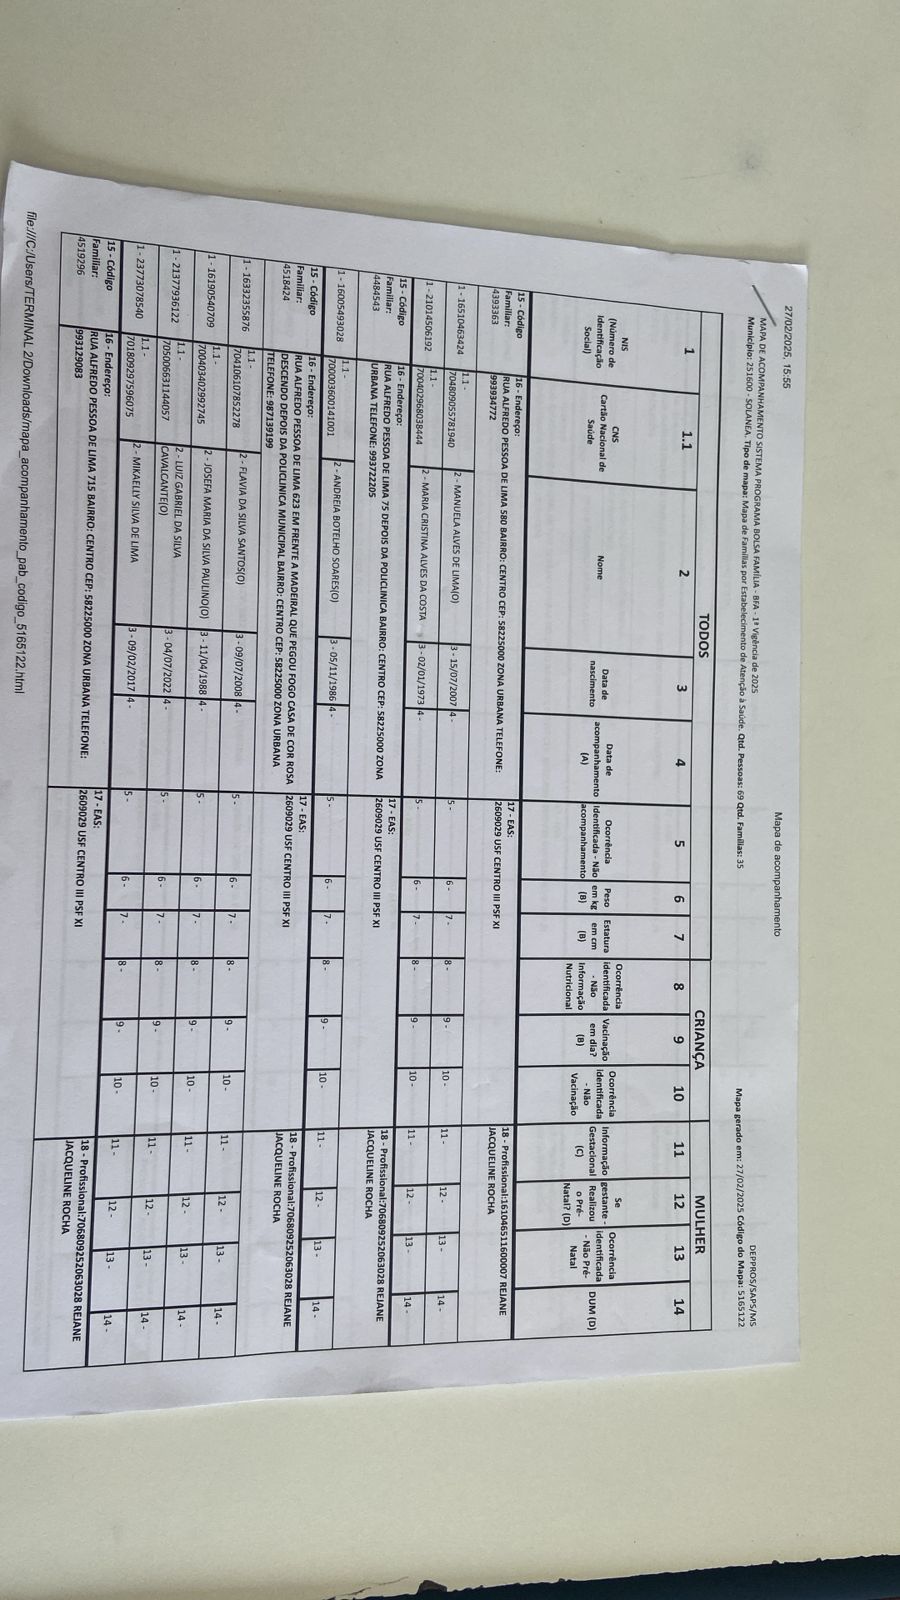 27/02/2025, 15:55
Mapa de acompanhamento
DEPPROS/SAPS/MS
MAPA DE ACOMPANHAMENTO SISTEMA PROGRAMA BOLSA FAMÍLIA - BFA - 1ª Vigência de 2025
Mapa gerado em: 27/02/2025 Código do Mapa: 5165122
Município: 251600 - SOLANEA. Tipo de mapa: Mapa de Famílias por Estabelecimento de Atenção à Saúde. Qtd. Pessoas: 69 Qtd. Famílias: 35
TODOS CRIANÇA MULHER
1 1.1 2 3 4 5 6 7 8 9 10 11 12 13 14
NIS (Número de Identificação Social)
CNS Cartão Nacional de Saúde
Nome
Data de nascimento
Data de acompanhamento (A)
Ocorrência Identificada - Não acompanhamento
Peso em kg (B)
Estatura em cm (B)
Ocorrência identificada - Não Informação Nutricional
Vacinação em dia? (B)
Ocorrência identificada - Não Vacinação
Informação Gestacional (C)
Se gestante - Realizou o Pré-Natal? (D)
Ocorrência identificada - Não Pré-Natal
DUM (D)
15 - Código Familiar: 4393363
16 - Endereço:
RUA ALFREDO PESSOA DE LIMA 580 BAIRRO: CENTRO CEP: 58225000 ZONA URBANA TELEFONE:
993934772
17 - EAS:
2609029 USF CENTRO III PSF XI
18 - Profissional:161046511600007 REJANE
JACQUELINE ROCHA
1 - 16510463424 1.1 - 704809055781940 2 - MANUELA ALVES DE LIMA(O) 3 - 15/07/2007 4 - 5 - 6 - 7 - 8 - 9 - 10 - 11 - 12 - 13 - 14 -
1 - 21014506192 1.1 - 700402968038444 2 - MARIA CRISTINA ALVES DA COSTA 3 - 02/01/1973 4 - 5 - 6 - 7 - 8 - 9 - 10 - 11 - 12 - 13 - 14 -
15 - Código Familiar: 4484543
16 - Endereço:
RUA ALFREDO PESSOA DE LIMA 75 DEPOIS DA POLICLINICA BAIRRO: CENTRO CEP: 58225000 ZONA
URBANA TELEFONE: 993722205
17 - EAS:
2609029 USF CENTRO III PSF XI
18 - Profissional:706809252063028 REJANE
JACQUELINE ROCHA
1 - 16005493028 1.1 - 700003600141001 2 - ANDREIA BOTELHO SOARES(O) 3 - 05/11/1986 4 - 5 - 6 - 7 - 8 - 9 - 10 - 11 - 12 - 13 - 14 -
15 - Código Familiar: 4518424
16 - Endereço:
RUA ALFREDO PESSOA DE LIMA 623 EM FRENTE A MADEIRAL QUE PEGOU FOGO CASA DE COR ROSA
DESCENDO DEPOIS DA POLICLINICA MUNICIPAL BAIRRO: CENTRO CEP: 58225000 ZONA URBANA
TELEFONE: 987139199
17 - EAS:
2609029 USF CENTRO III PSF XI
18 - Profissional:706809252063028 REJANE
JACQUELINE ROCHA
1 - 16332355876 1.1 - 704106107852278 2 - FLAVIA DA SILVA SANTOS(O) 3 - 09/07/2008 4 - 5 - 6 - 7 - 8 - 9 - 10 - 11 - 12 - 13 - 14 -
1 - 16190540709 1.1 - 700403402992745 2 - JOSEFA MARIA DA SILVA PAULINO(O) 3 - 11/04/1988 4 - 5 - 6 - 7 - 8 - 9 - 10 - 11 - 12 - 13 - 14 -
1 - 21377936122 1.1 - 705006631144057 2 - LUIZ GABRIEL DA SILVA CAVALCANTE(O) 3 - 04/07/2022 4 - 5 - 6 - 7 - 8 - 9 - 10 - 11 - 12 - 13 - 14 -
1 - 23773078540 1.1 - 701809297596075 2 - MIKAELLY SILVA DE LIMA 3 - 09/02/2017 4 - 5 - 6 - 7 - 8 - 9 - 10 - 11 - 12 - 13 - 14 -
15 - Código Familiar: 4519296
16 - Endereço:
RUA ALFREDO PESSOA DE LIMA 715 BAIRRO: CENTRO CEP: 58225000 ZONA URBANA TELEFONE:
993129083
17 - EAS:
2609029 USF CENTRO III PSF XI
18 - Profissional:706809252063028 REJANE
JACQUELINE ROCHA
file:///C:/Users/TERMINAL 2/Downloads/mapa_acompanhamento_pab_codigo_5165122.html